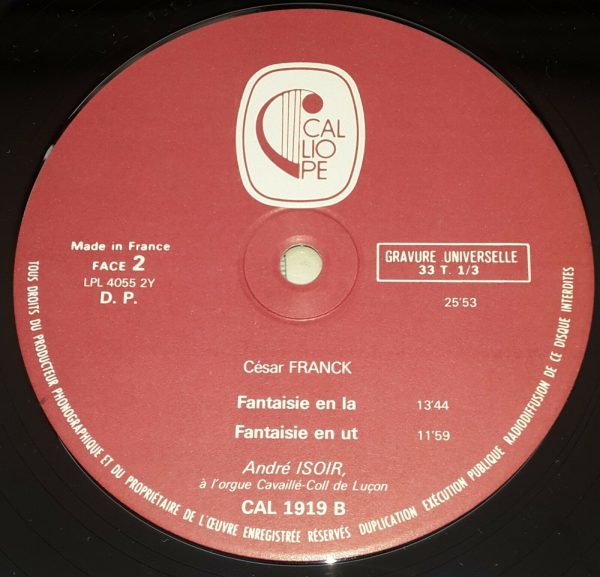 CAL
LIO
PE
Made in France
FACE 2
LPL 4055 2Y
D. P.
GRAVURE UNIVERSELLE
33 T. 1/3
25'53
César FRANCK
Fantaisie en la 13'44
Fantaisie en ut 11'59
André ISOIR,
à l'orgue Cavaillé-Coll de Luçon
CAL 1919 B
TOUS DROITS DU PRODUCTEUR PHONOGRAPHIQUE ET DU PROPRIÉTAIRE DE L'ŒUVRE ENREGISTRÉE RÉSERVÉS DUPLICATION EXÉCUTION PUBLIQUE RADIODIFFUSION DE CE DISQUE INTERDITES